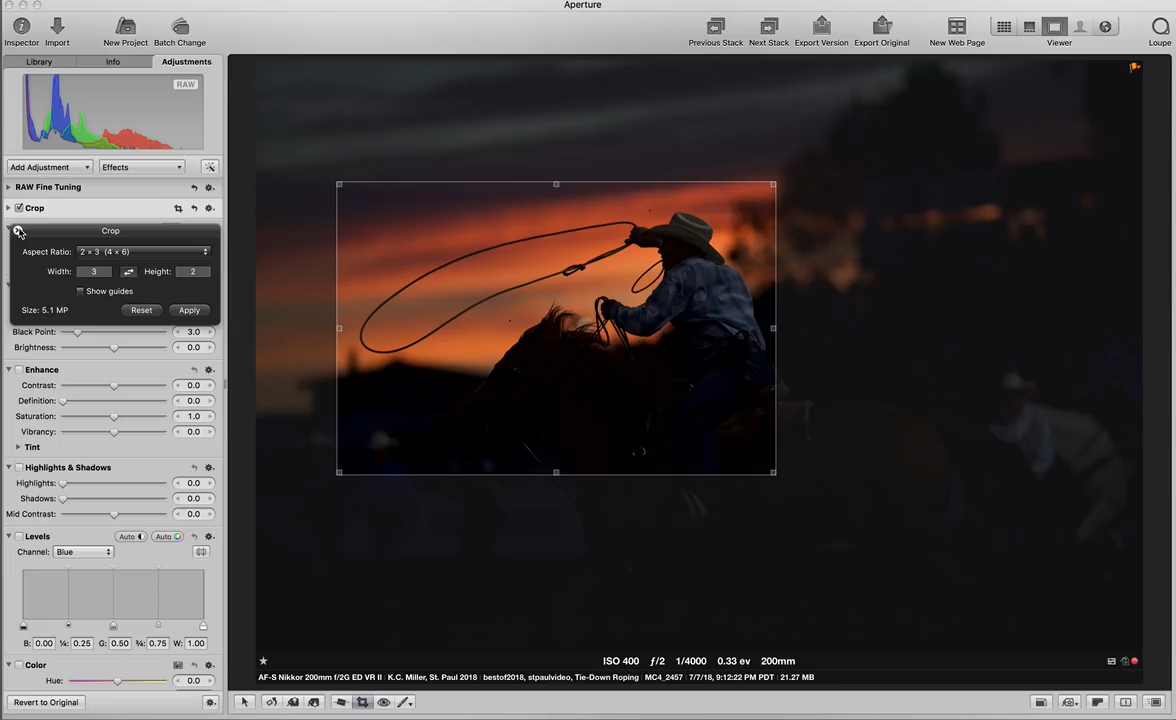 Aperture
Inspector Import New Project Batch Change Previous Stack Next Stack Export Version Export Original New Web Page Viewer Loupe
Library Info Adjustments
RAW
Add Adjustment Effects
RAW Fine Tuning
Crop
Crop
Aspect Ratio: 2 × 3 (4 × 6)
Width: 3 Height: 2
Show guides
Size: 5.1 MP Reset Apply
Black Point: 3.0
Brightness: 0.0
Enhance
Contrast: 0.0
Definition: 0.0
Saturation: 1.0
Vibrancy: 0.0
Tint
Highlights & Shadows
Highlights: 0.0
Shadows: 0.0
Mid Contrast: 0.0
Levels Auto Auto
Channel: Blue
B: 0.00 ¼: 0.25 G: 0.50 ¾: 0.75 W: 1.00
Color
Hue: 0.0
Revert to Original
ISO 400 ƒ/2 1/4000 0.33 ev 200mm
AF-S Nikkor 200mm f/2G ED VR II | K.C. Miller, St. Paul 2018 | bestof2018, stpaulvideo, Tie-Down Roping | MC4_2457 | 7/7/18, 9:12:22 PM PDT | 21.27 MB